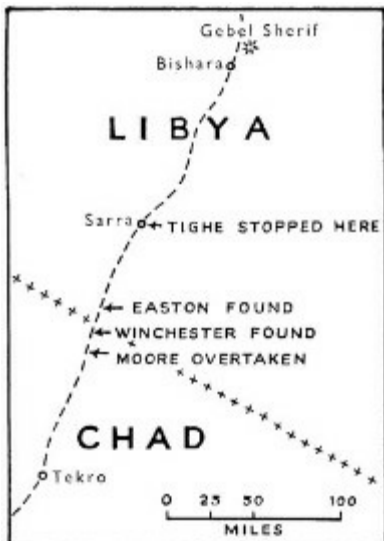 Gebel Sherif
Bishara
LIBYA
Sarra
TIGHE STOPPED HERE
EASTON FOUND
WINCHESTER FOUND
MOORE OVERTAKEN
CHAD
Tekro
0 25 50 100
MILES